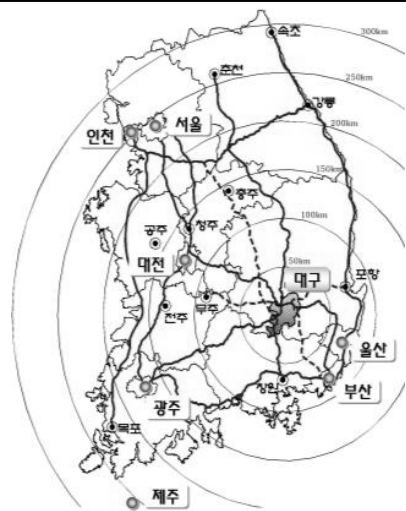 속초
300km
춘천
250km
강릉
200km
서울
인천
150km
충주
100km
청주
공주
50km
대전
대구
포항
무주
전주
울산
창원
부산
광주
목포
제주